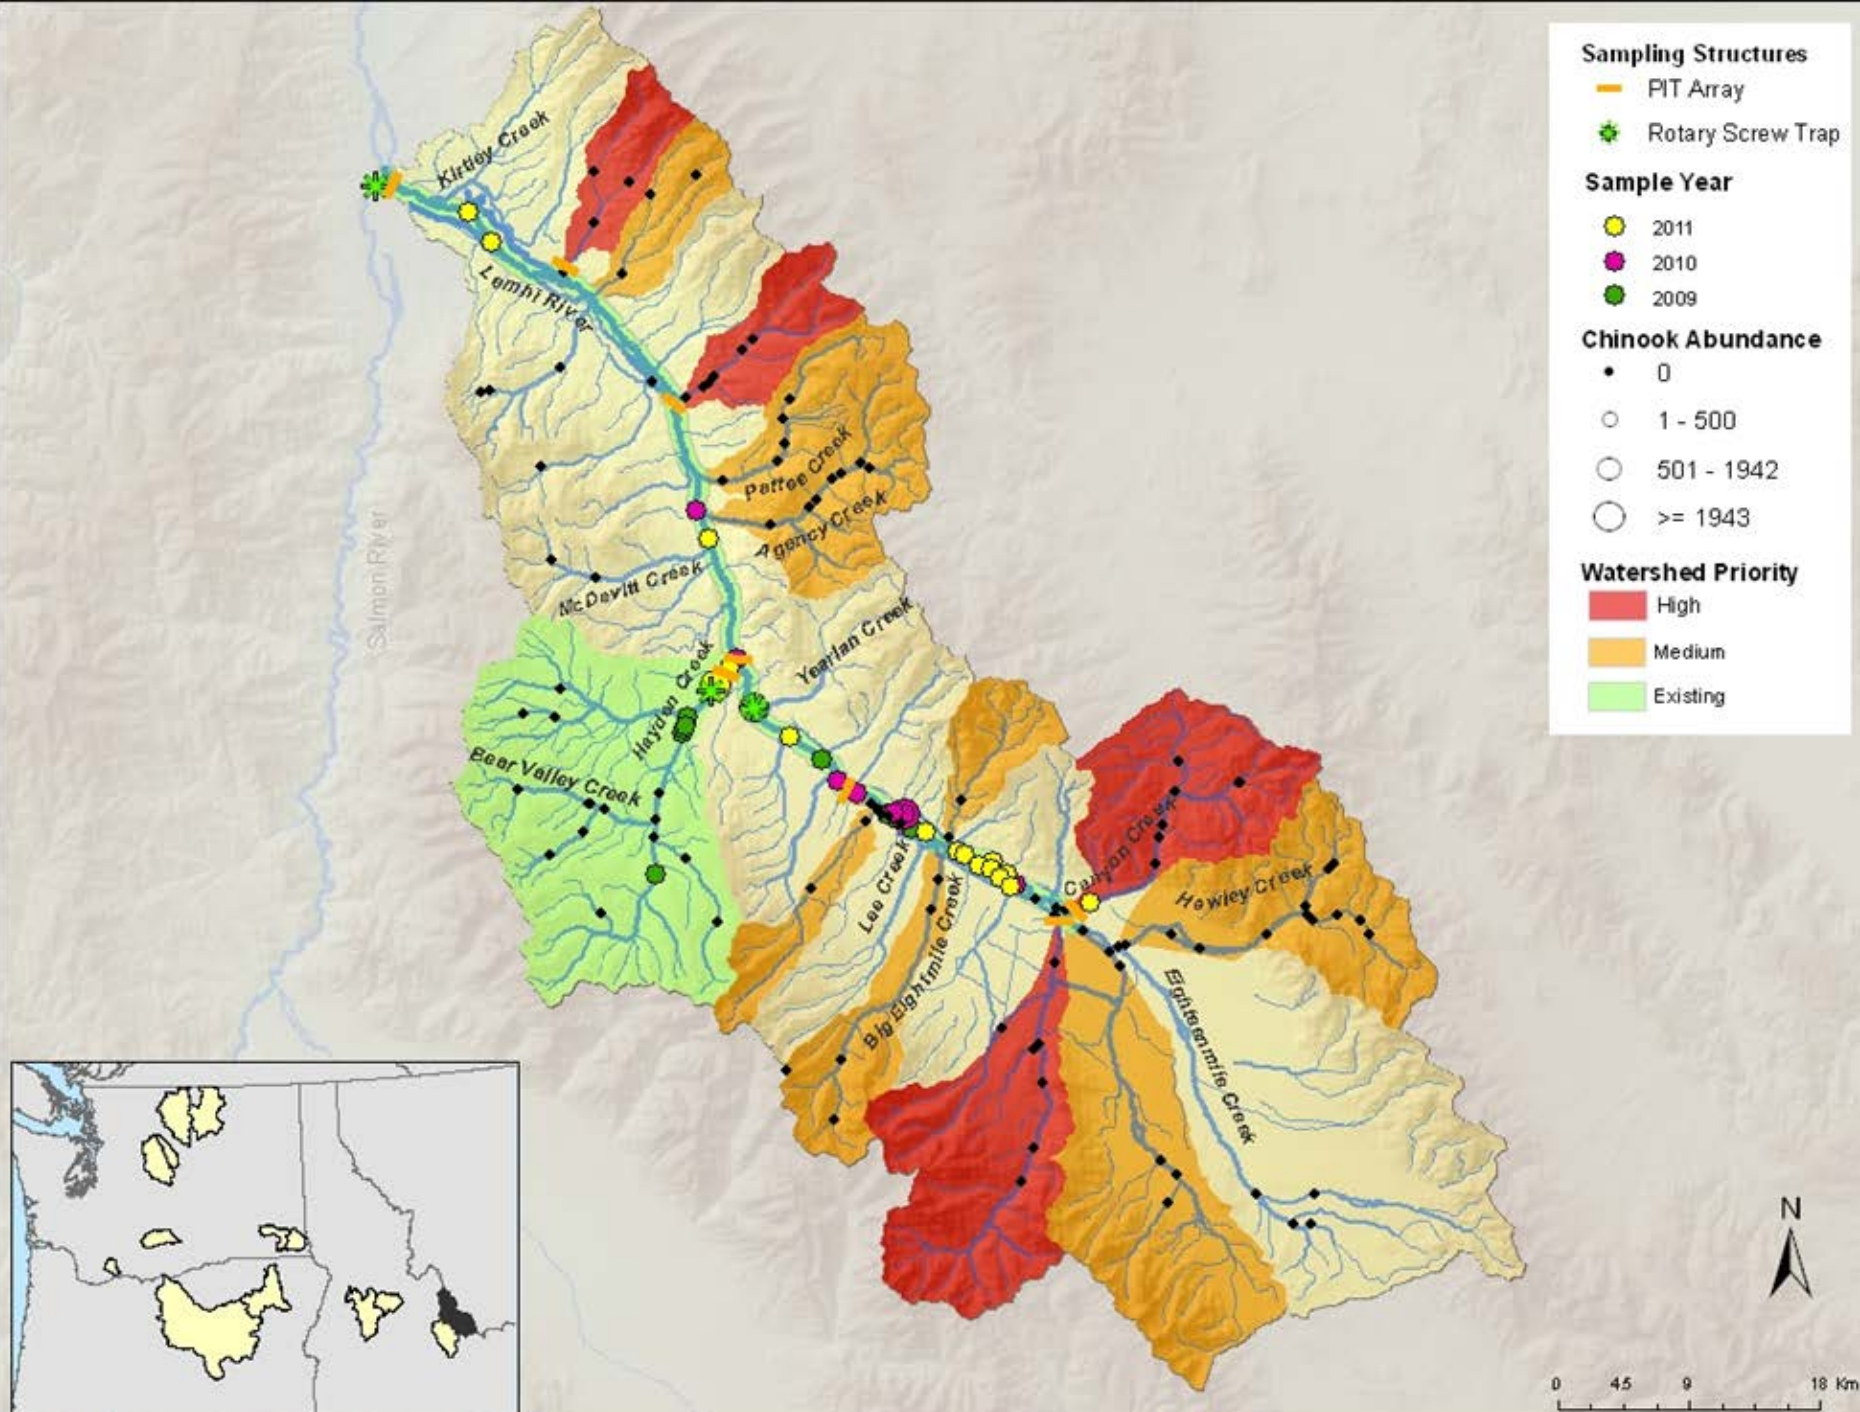 Sampling Structures
PIT Array
Rotary Screw Trap
Sample Year
2011
2010
2009
Chinook Abundance
0
1 - 500
501 - 1942
>= 1943
Watershed Priority
High
Medium
Existing
Kirtley Creek
Lemhi River
Salmon River
Pattee Creek
Agency Creek
McDevitt Creek
Yearian Creek
Hayden Creek
Bear Valley Creek
Lee Creek
Big Eightmile Creek
Canyon Creek
Hawley Creek
Eighteenmile Creek
N
0 4.5 9 18 Km